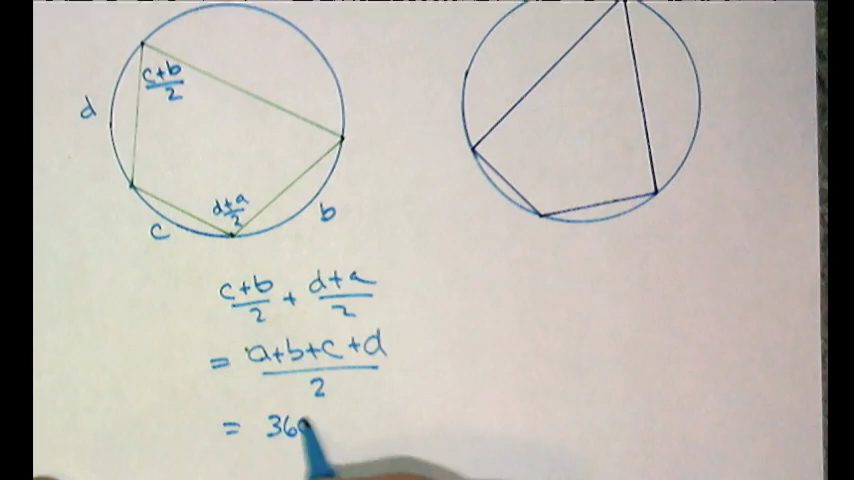 c+b/2
d
d+a/2
c
b
c+b/2 + d+a/2
= a+b+c+d/2
= 36